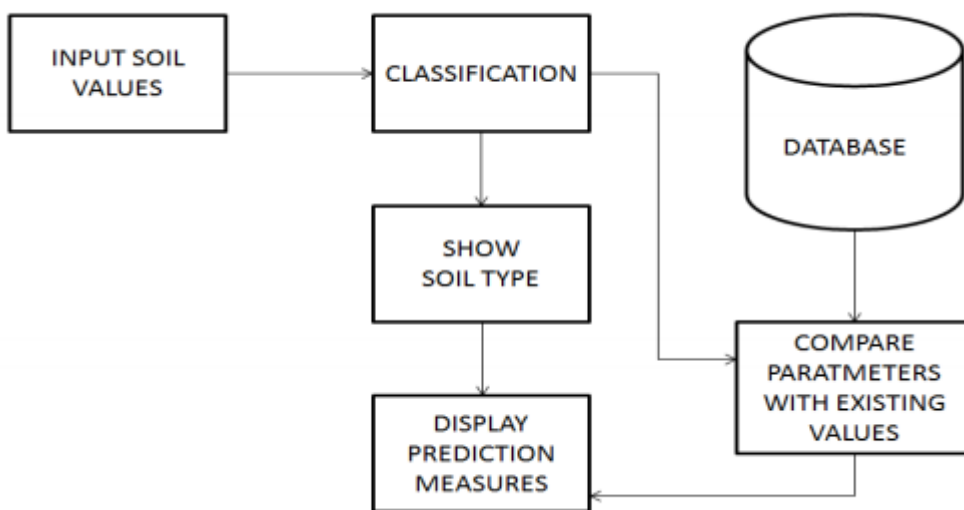 INPUT SOIL
VALUES
CLASSIFICATION
DATABASE
SHOW
SOIL TYPE
COMPARE
PARATMETERS
WITH EXISTING
VALUES
DISPLAY
PREDICTION
MEASURES